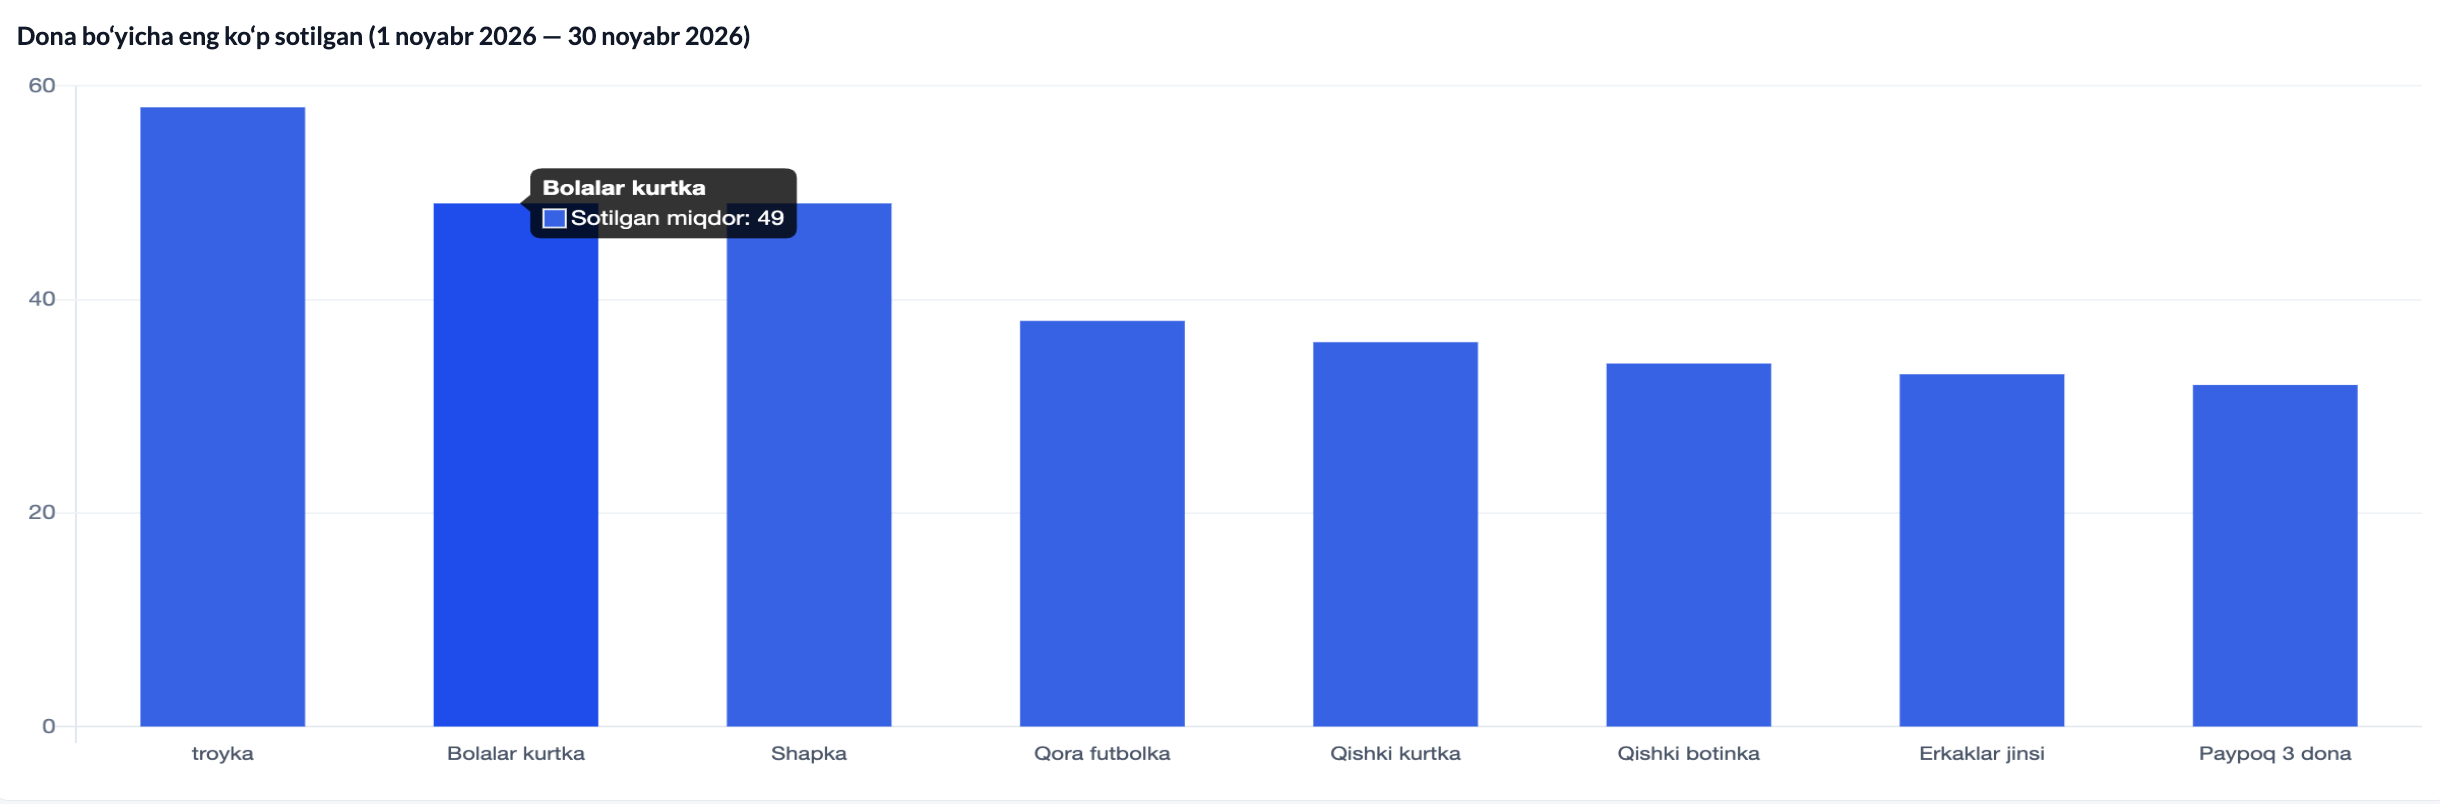 Dona bo‘yicha eng ko‘p sotilgan (1 noyabr 2026 — 30 noyabr 2026)
60
40
20
0
Bolalar kurtka
Sotilgan miqdor: 49
troyka
Bolalar kurtka
Shapka
Qora futbolka
Qishki kurtka
Qishki botinka
Erkaklar jinsi
Paypoq 3 dona